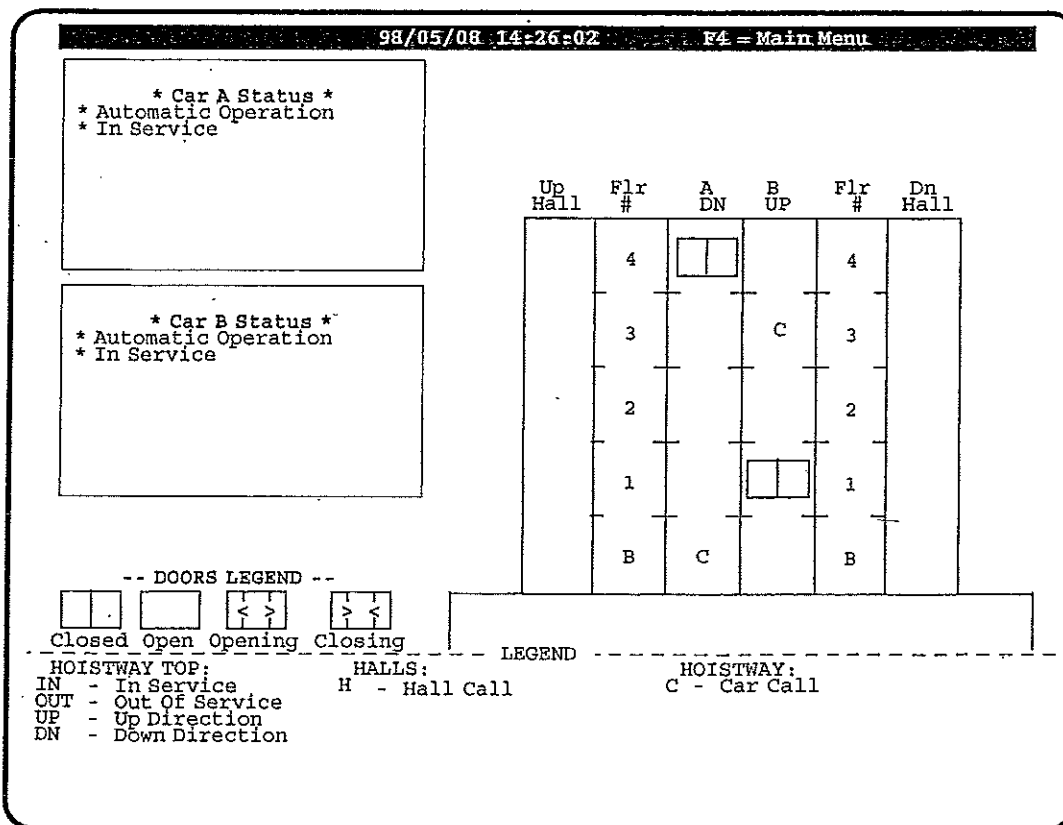 98/05/08 14:26:02 F4 = Main Menu
* Car A Status *
* Automatic Operation
* In Service
* Car B Status *
* Automatic Operation
* In Service
Up Hall Flr # A DN B UP Flr # Dn Hall
4 4
3 C 3
2 2
1 1
B C B
-- DOORS LEGEND --
< > > <
Closed Open Opening Closing
LEGEND
HOISTWAY TOP: HALLS: HOISTWAY:
IN - In Service H - Hall Call C - Car Call
OUT - Out Of Service
UP - Up Direction
DN - Down Direction